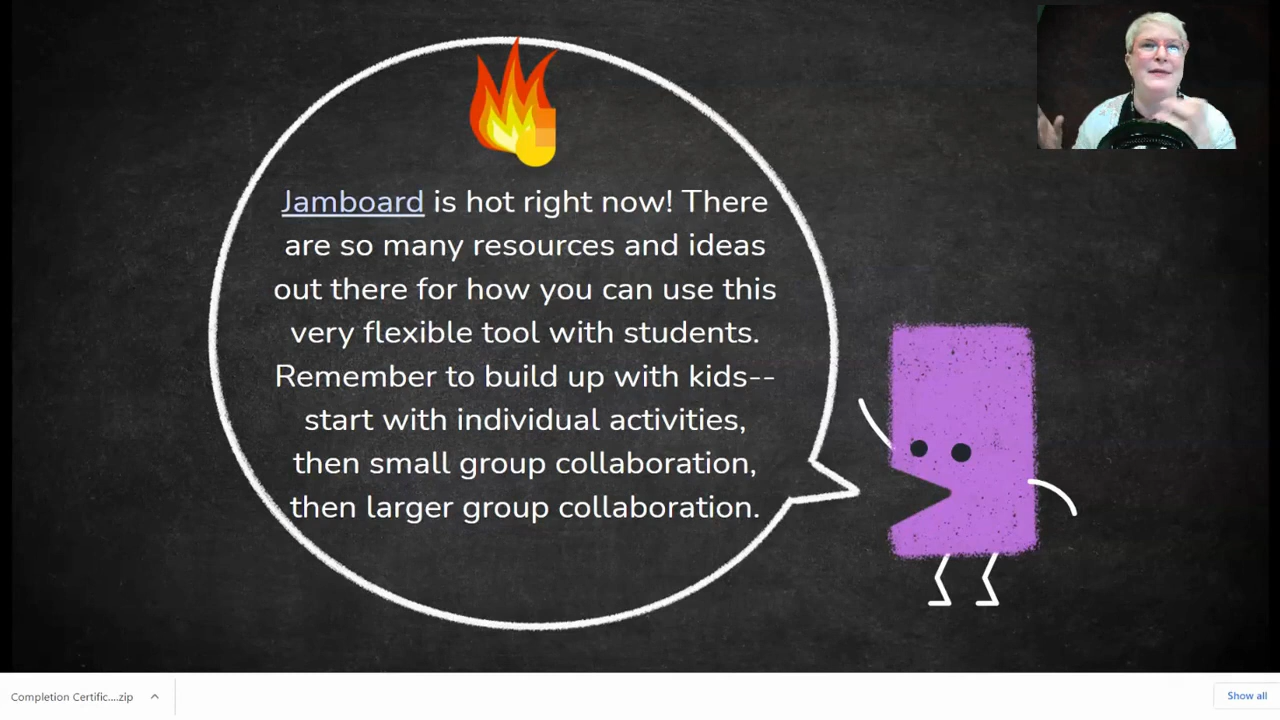 Jamboard is hot right now! There
are so many resources and ideas
out there for how you can use this
very flexible tool with students.
Remember to build up with kids--
start with individual activities,
then small group collaboration,
then larger group collaboration.
Completion Certific....zip
Show all